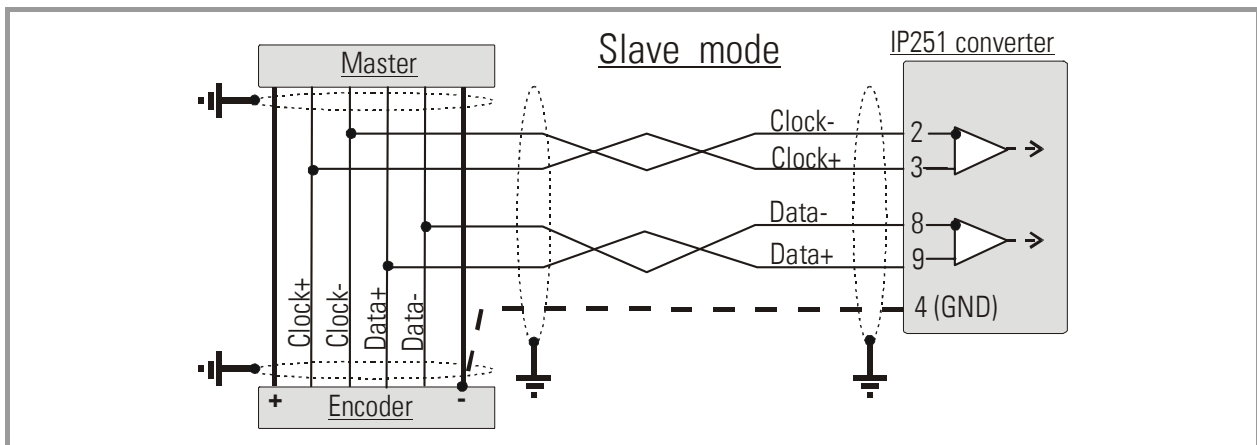 Slave mode
IP251 converter
Master
Clock-
2
Clock+
3
Data-
8
Data+
9
4 (GND)
Clock+
Clock-
Data+
Data-
+
Encoder
-